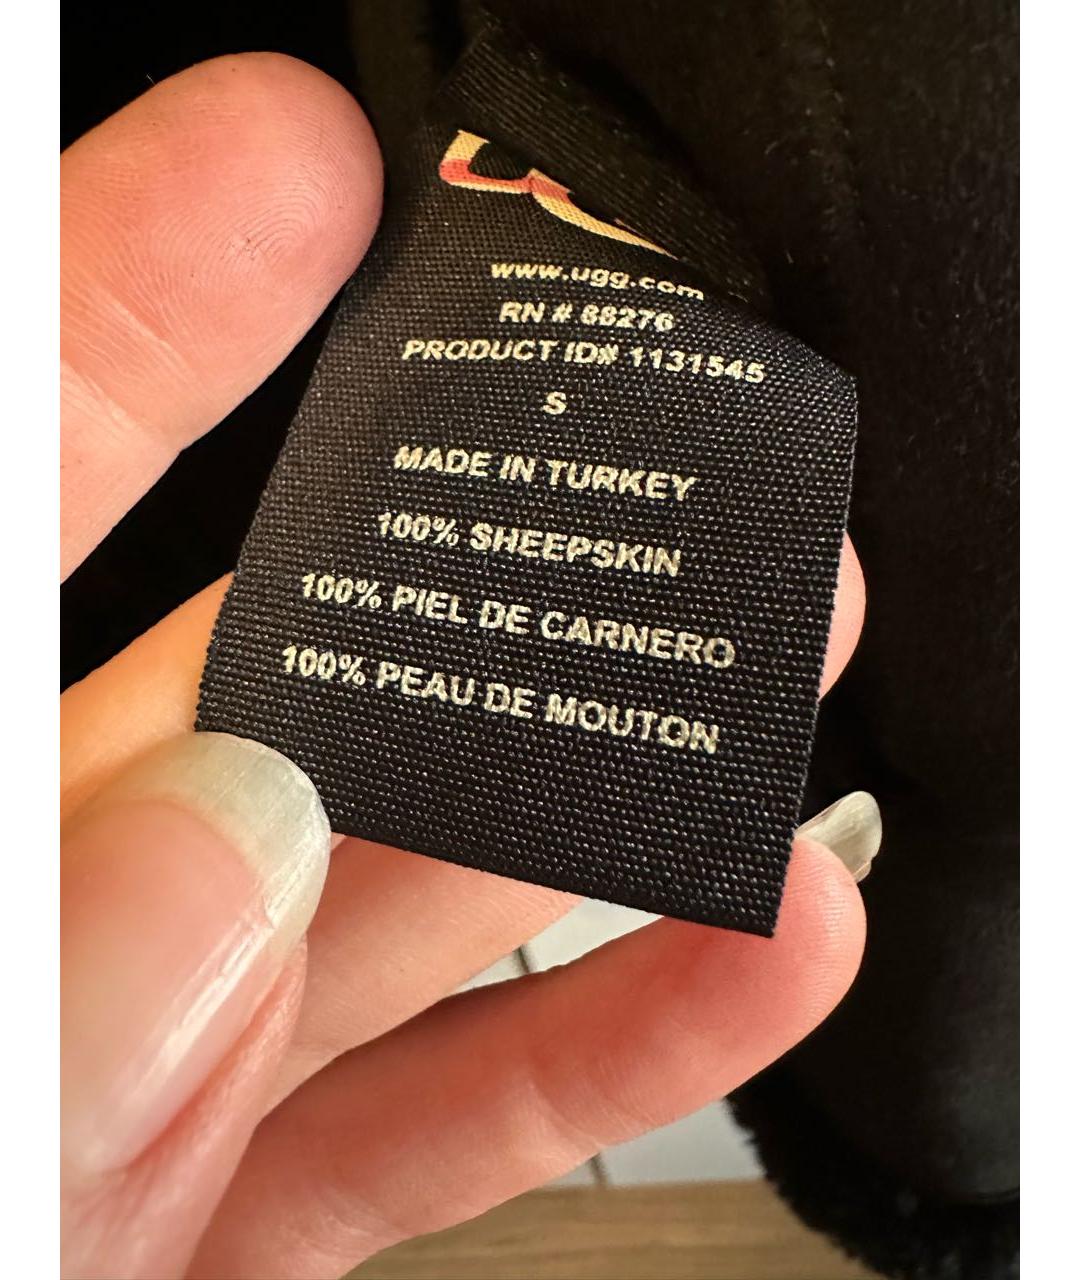 www.ugg.com
RN # 88276
PRODUCT ID# 1131545
S
MADE IN TURKEY
100% SHEEPSKIN
100% PIEL DE CARNERO
100% PEAU DE MOUTON